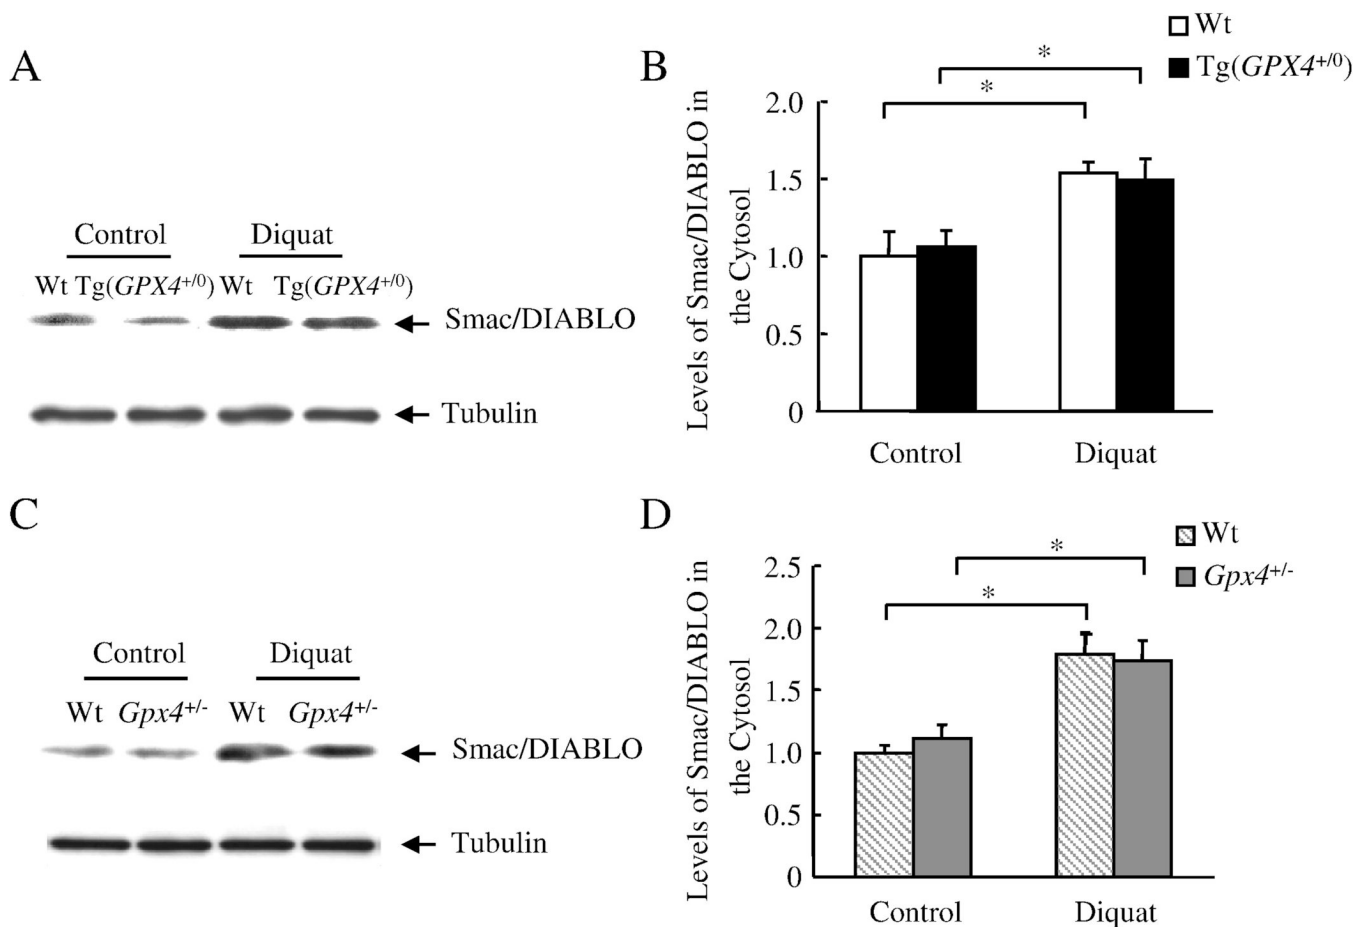 A
Control Diquat
Wt Tg(GPX4+/0) Wt Tg(GPX4+/0)
Smac/DIABLO
Tubulin
B
Wt
Tg(GPX4+/0)
*
*
Levels of Smac/DIABLO in
the Cytosol
2.0
1.5
1.0
0.5
0
Control Diquat
C
Control Diquat
Wt Gpx4+/- Wt Gpx4+/-
Smac/DIABLO
Tubulin
D
Wt
Gpx4+/-
*
*
Levels of Smac/DIABLO in
the Cytosol
2.5
2.0
1.5
1.0
0.5
0
Control Diquat